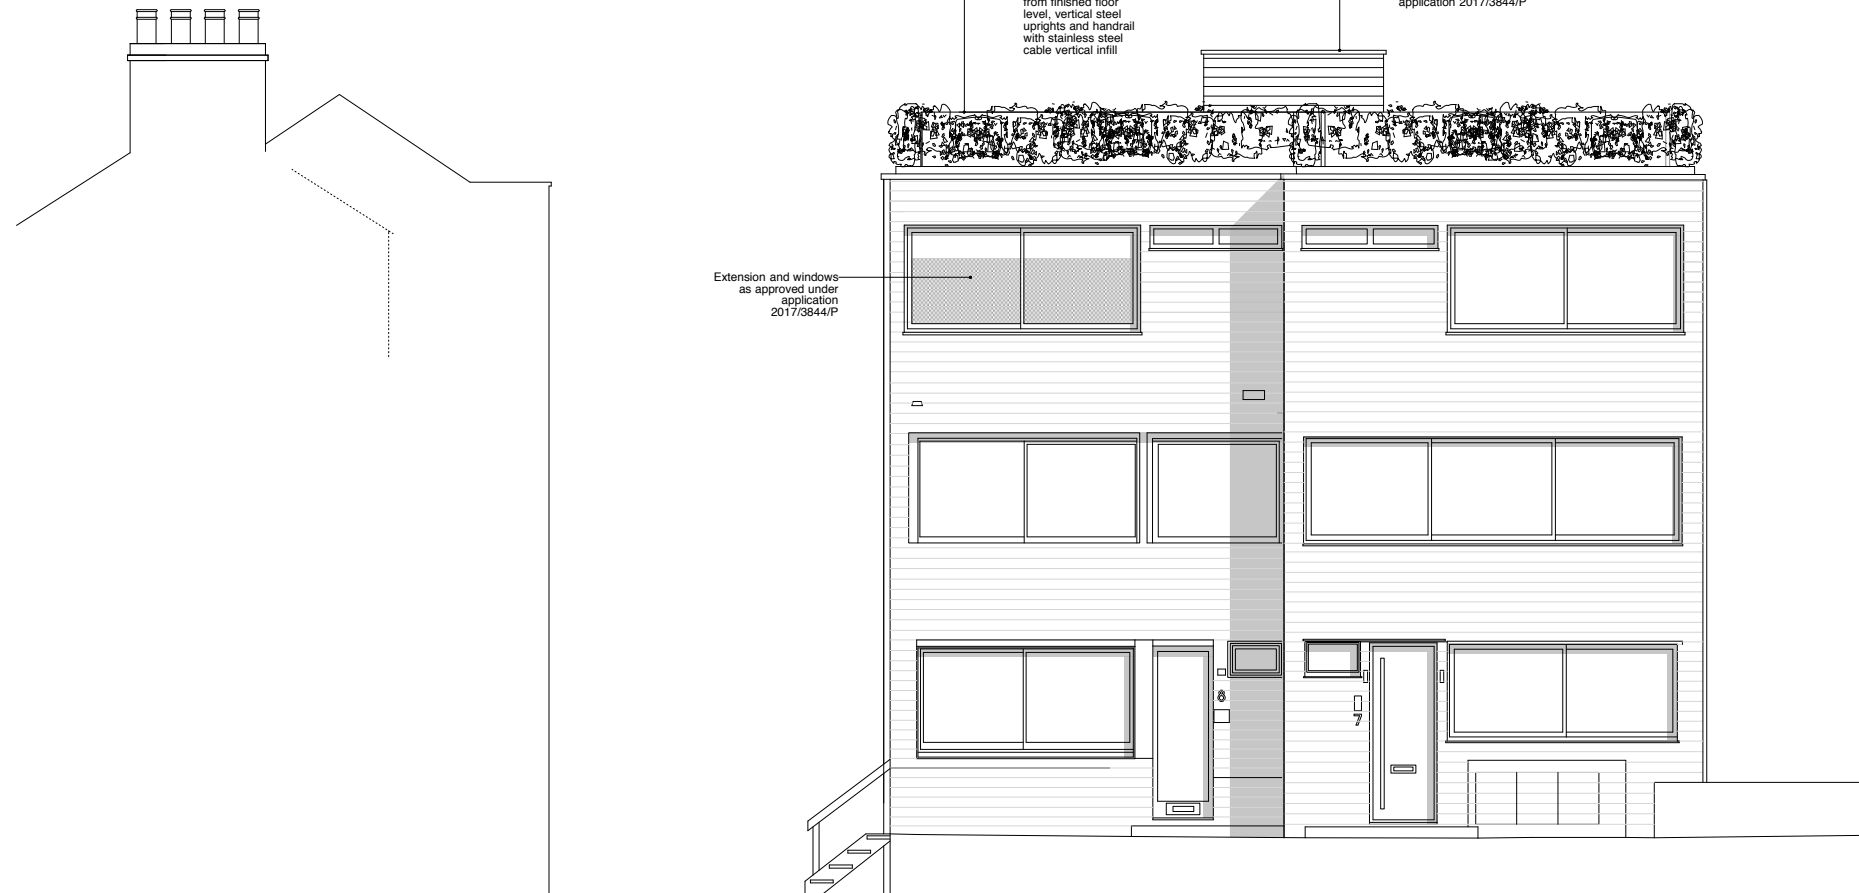 from finished floor
level, vertical steel
uprights and handrail
with stainless steel
cable vertical infill
application 2017/3844/P
Extension and windows
as approved under
application
2017/3844/P
8
7